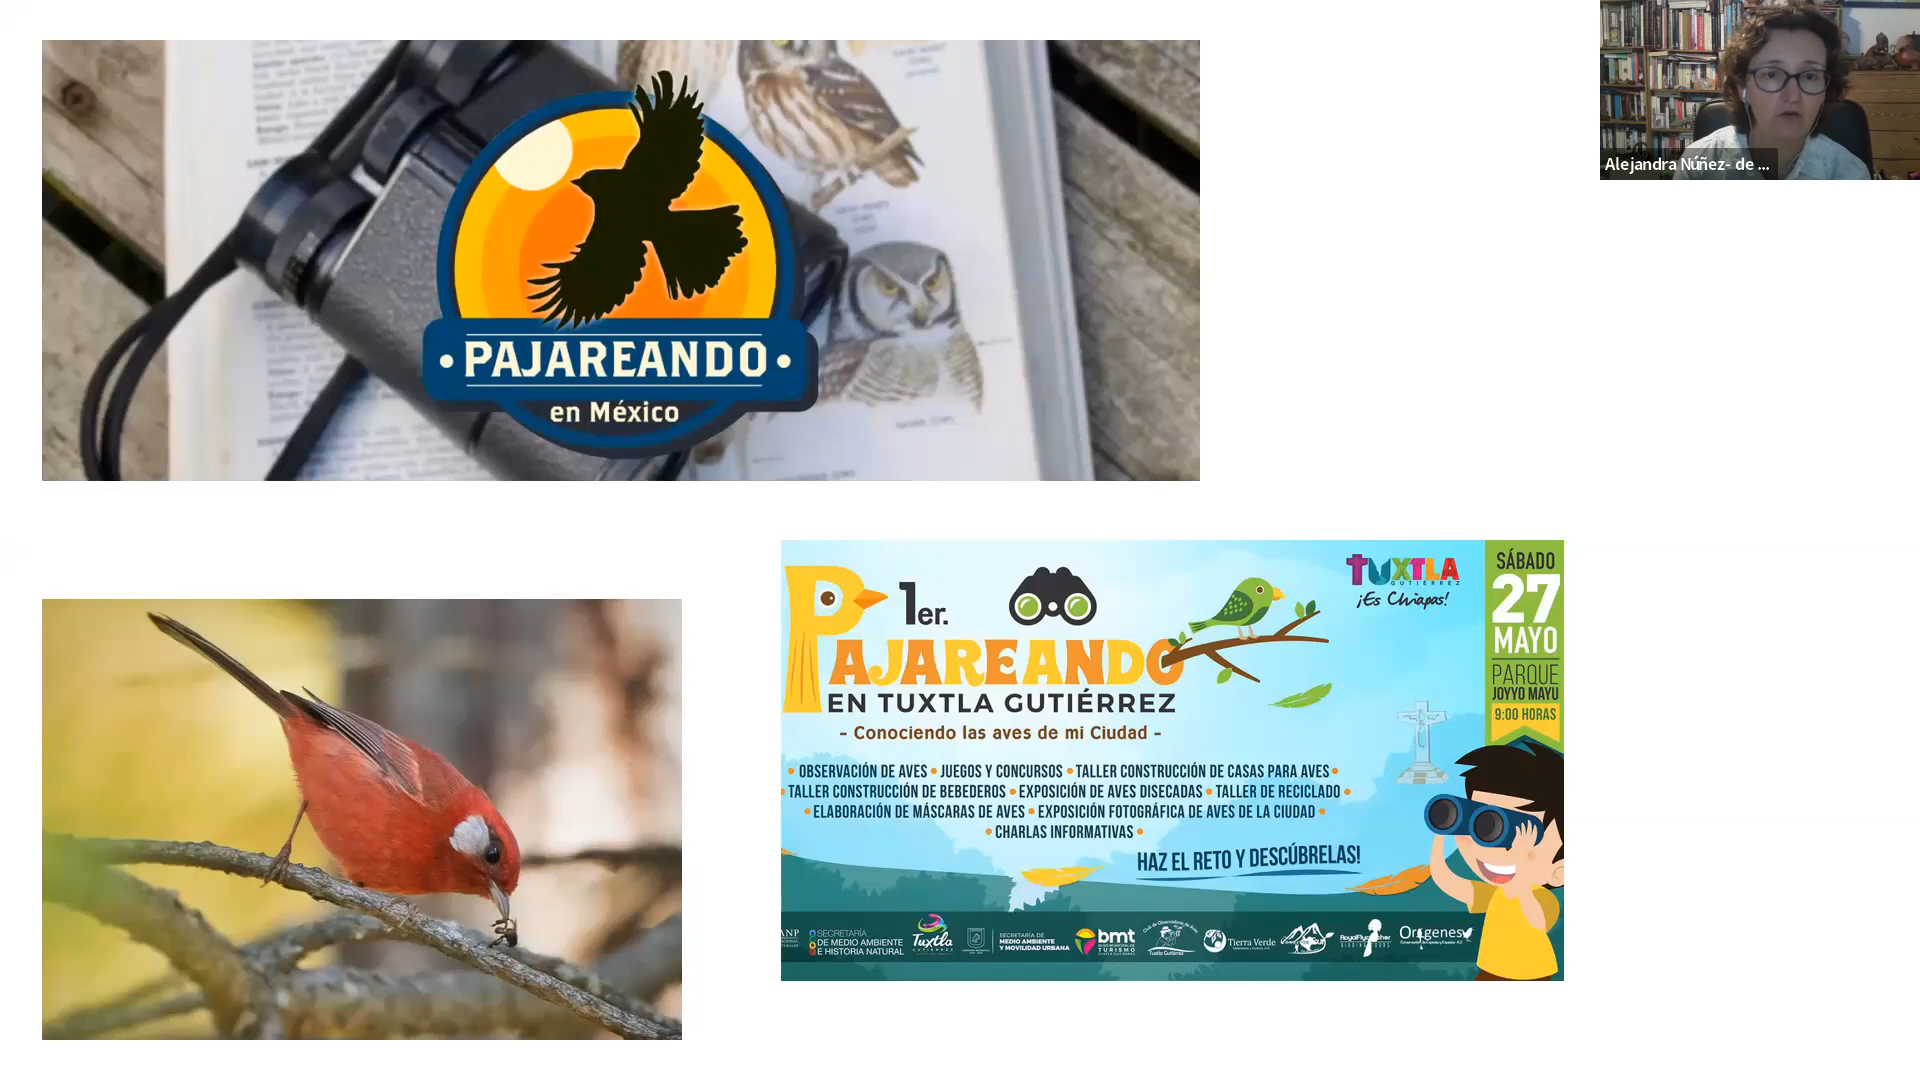 Alejandra Núñez- de ...
• PAJAREANDO •
en México
1er.
PAJAREANDO
EN TUXTLA GUTIÉRREZ
- Conociendo las aves de mi Ciudad -
• OBSERVACIÓN DE AVES • JUEGOS Y CONCURSOS • TALLER CONSTRUCCIÓN DE CASAS PARA AVES •
• TALLER CONSTRUCCIÓN DE BEBEDEROS • EXPOSICIÓN DE AVES DISECADAS • TALLER DE RECICLADO •
• ELABORACIÓN DE MÁSCARAS DE AVES • EXPOSICIÓN FOTOGRÁFICA DE AVES DE LA CIUDAD •
• CHARLAS INFORMATIVAS •
HAZ EL RETO Y DESCÚBRELAS!
TUXTLA
GUTIÉRREZ
¡Es Chiapas!
SÁBADO
27
MAYO
PARQUE
JOYYO MAYU
9:00 HORAS
SECRETARÍA
DE MEDIO AMBIENTE
E HISTORIA NATURAL
Tuxtla
SECRETARÍA DE
MEDIO AMBIENTE
Y MOVILIDAD URBANA
bmt
TURISMO
Tierra Verde
Orígenes